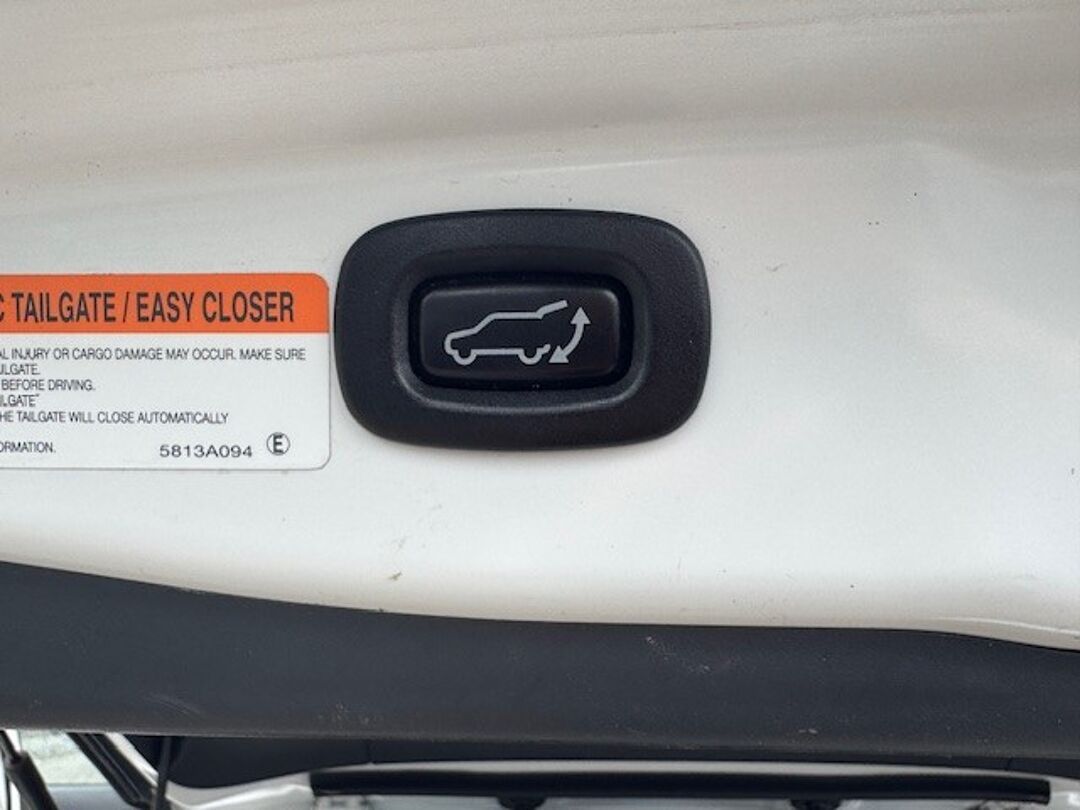 C TAILGATE / EASY CLOSER
AL INJURY OR CARGO DAMAGE MAY OCCUR. MAKE SURE
ILGATE.
BEFORE DRIVING.
ILGATE"
HE TAILGATE WILL CLOSE AUTOMATICALLY
ORMATION.
5813A094 E